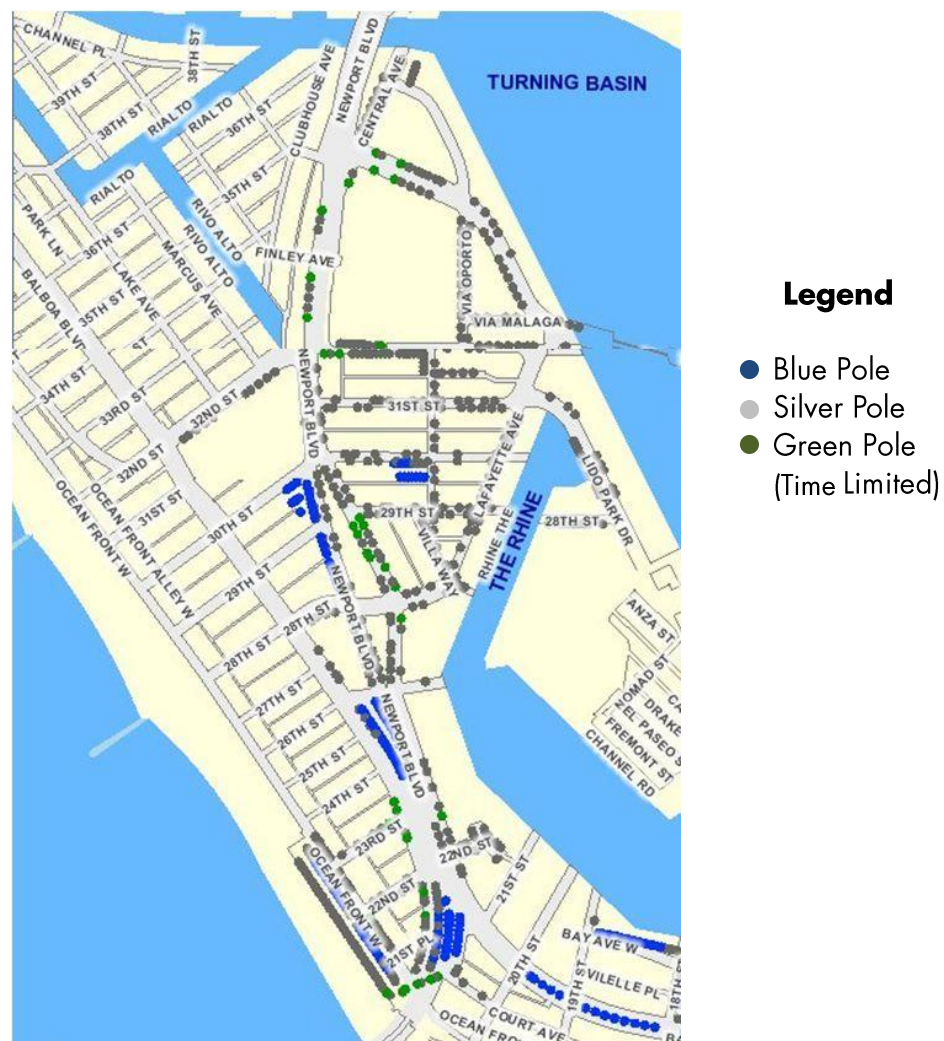 CHANNEL PL
38TH ST
CLUBHOUSE AVE
NEWPORT BLVD
CENTRAL AVE
TURNING BASIN
39TH ST
38TH ST
RIALTO
RIALTO
36TH ST
RIALTO
35TH ST
PARK LN
36TH ST
RIVO ALTO
RIVO ALTO
MARCUS AVE
LAKE AVE
FINLEY AVE
VIA OPORTO
BALBOA BLVD
35TH ST
ST
VIA MALAGA
34TH ST
33RD ST
32ND ST
NEWPORT BLVD
31ST ST
LAFAYETTE AVE
32ND ST
31ST ST
30TH ST
OCEAN FRONT W
OCEAN FRONT ALLEY W
LIDO PARK DR
29TH ST
28TH ST
RHINE THE
THE RHINE
VILLA WAY
29TH ST
NEWPORT BLVD
28TH ST
28TH ST
27TH ST
26TH ST
25TH ST
24TH ST
23RD ST
NEWPORT BLVD
ANZA ST
NOMAD ST
CA
DRAKE
EL PASEO S
FREMONT ST
CHANNEL RD
22ND ST
21ST ST
OCEAN FRONT W
22ND ST
21ST PL
20TH ST
BAY AVE W
19TH ST
VILELLE PL
18TH S
COURT AVE
OCEAN FRO
BA
Legend
Blue Pole
Silver Pole
Green Pole
(Time Limited)